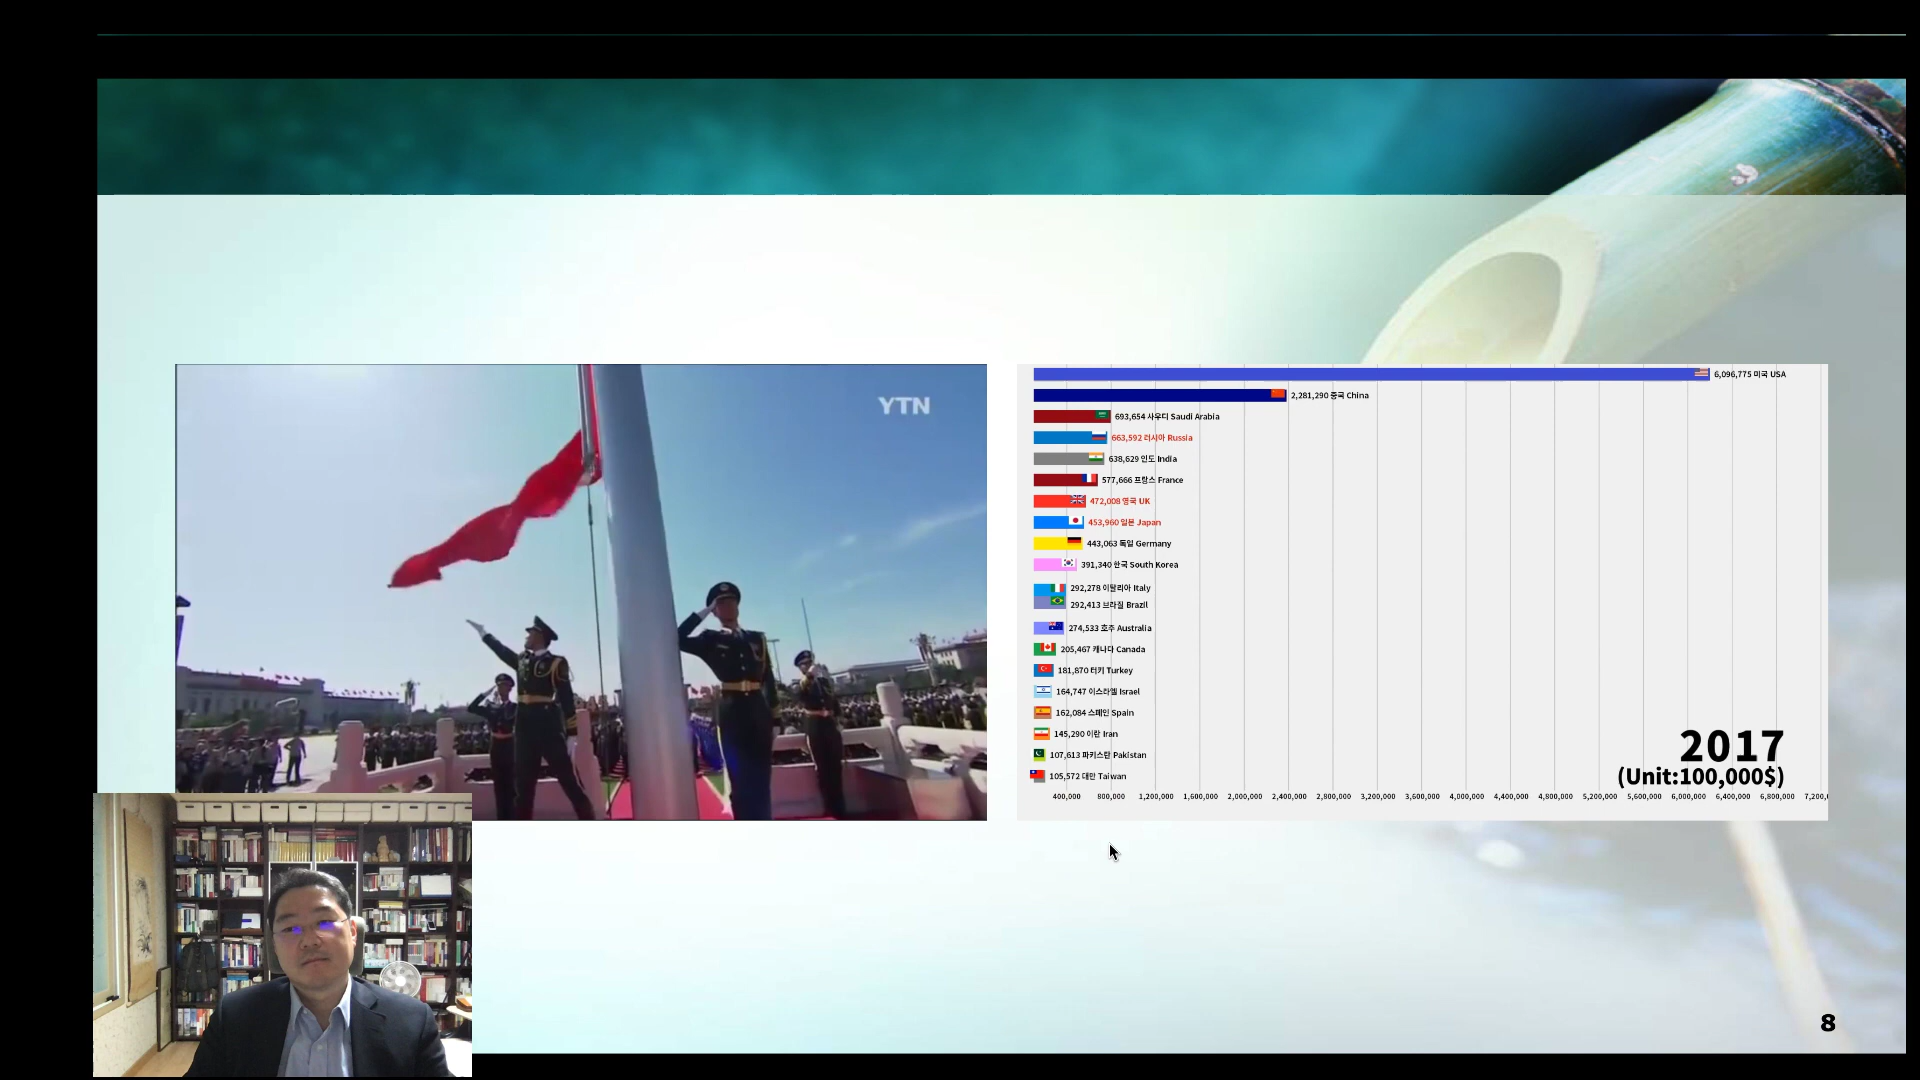 YTN
6,096,775 미국 USA
2,281,290 중국 China
693,654 사우디 Saudi Arabia
663,592 러시아 Russia
638,629 인도 India
577,666 프랑스 France
472,008 영국 UK
453,960 일본 Japan
443,063 독일 Germany
391,340 한국 South Korea
292,278 이탈리아 Italy
292,413 브라질 Brazil
274,533 호주 Australia
205,467 캐나다 Canada
181,870 터키 Turkey
164,747 이스라엘 Israel
162,084 스페인 Spain
145,290 이란 Iran
107,613 파키스탄 Pakistan
105,572 대만 Taiwan
2017
(Unit:100,000$)
400,000 800,000 1,200,000 1,600,000 2,000,000 2,400,000 2,800,000 3,200,000 3,600,000 4,000,000 4,400,000 4,800,000 5,200,000 5,600,000 6,000,000 6,400,000 6,800,000
8